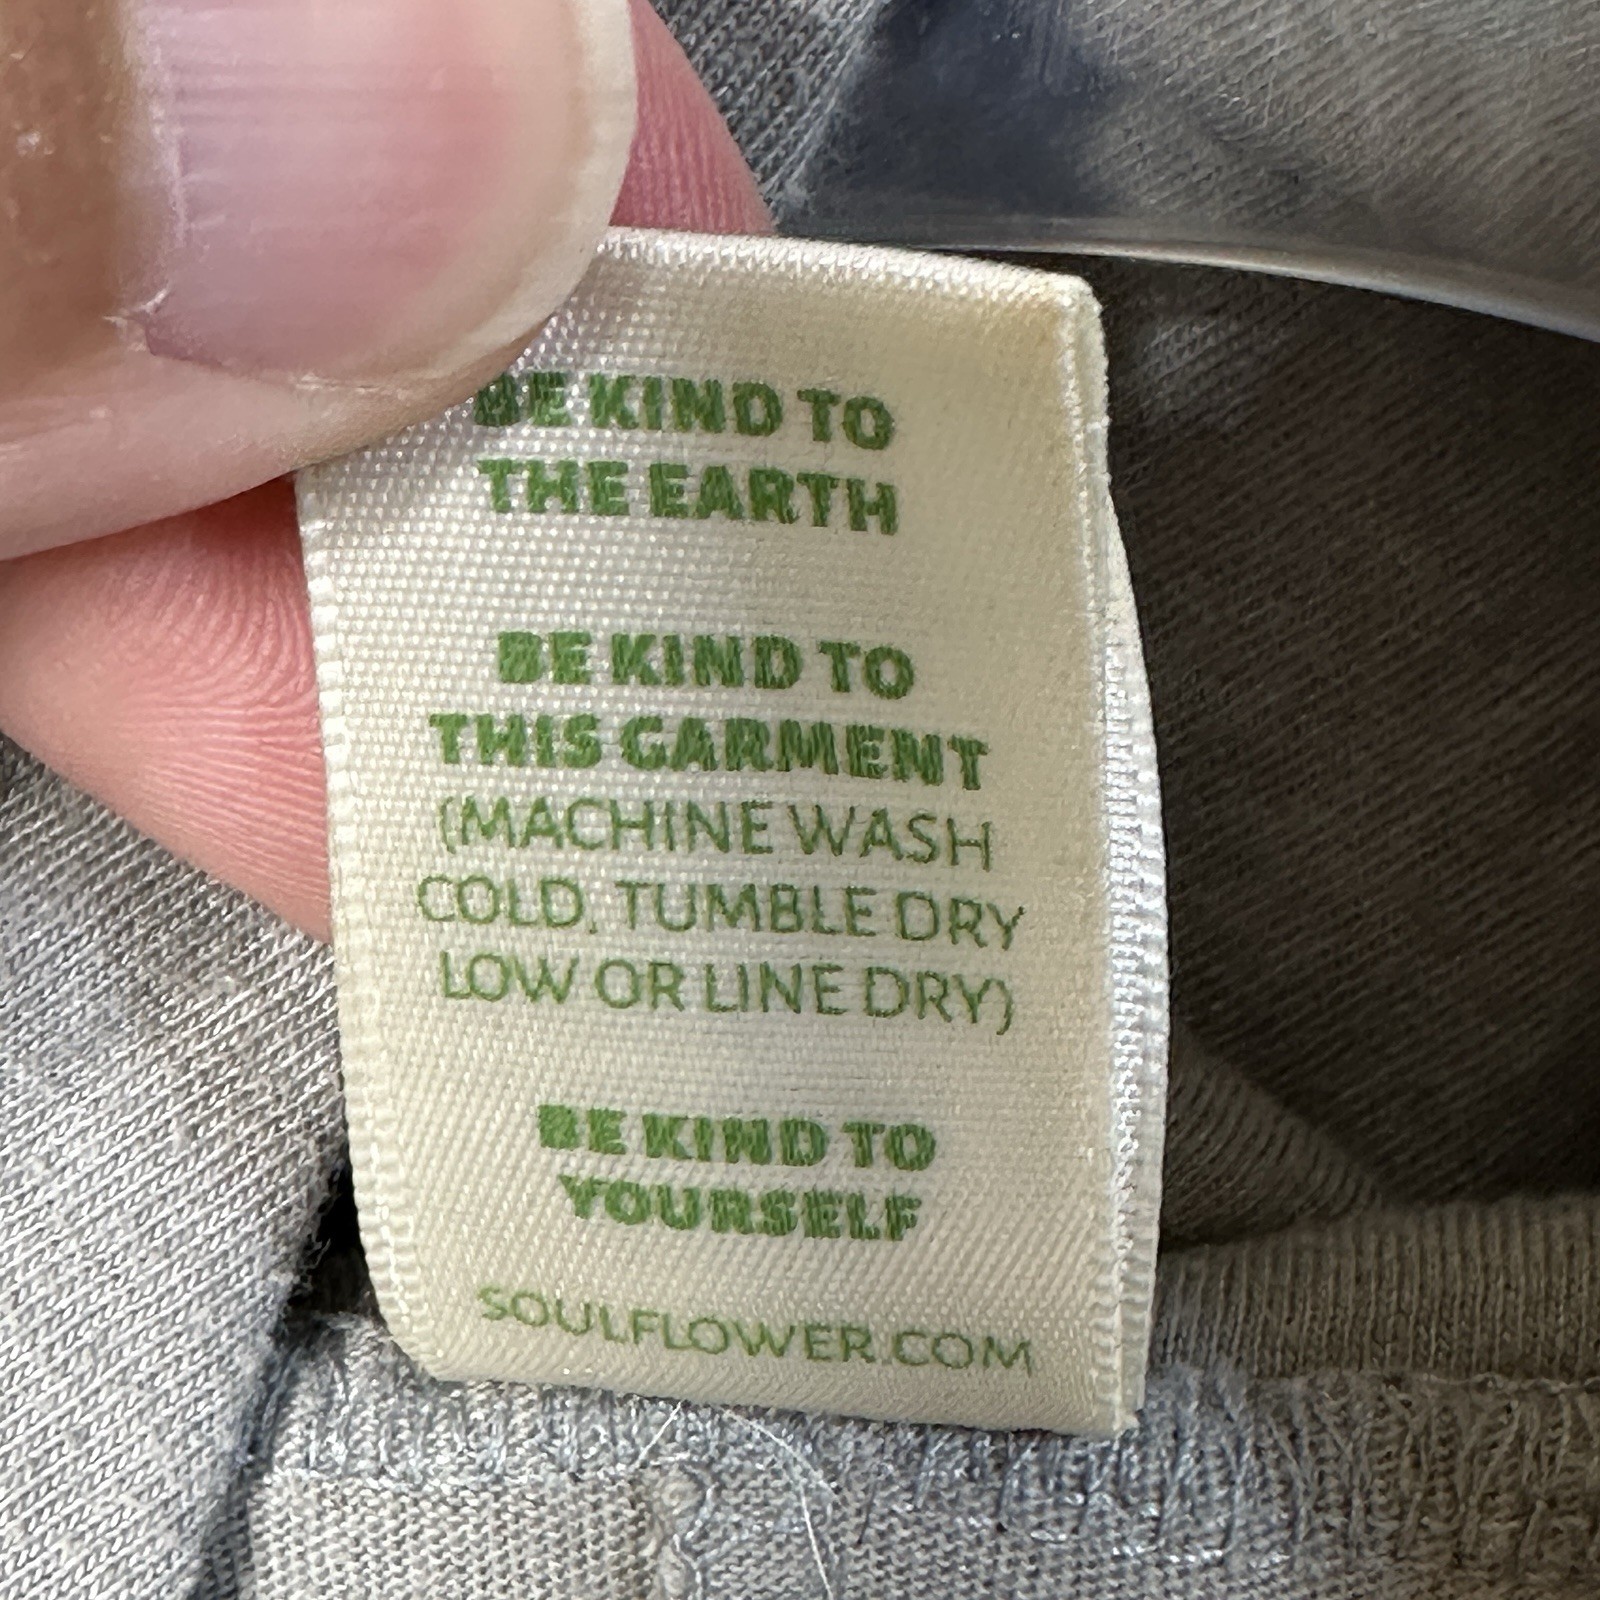 BE KIND TO
THE EARTH
BE KIND TO
THIS GARMENT
(MACHINE WASH
COLD, TUMBLE DRY
LOW OR LINE DRY)
BE KIND TO
YOURSELF
SOULFLOWER.COM